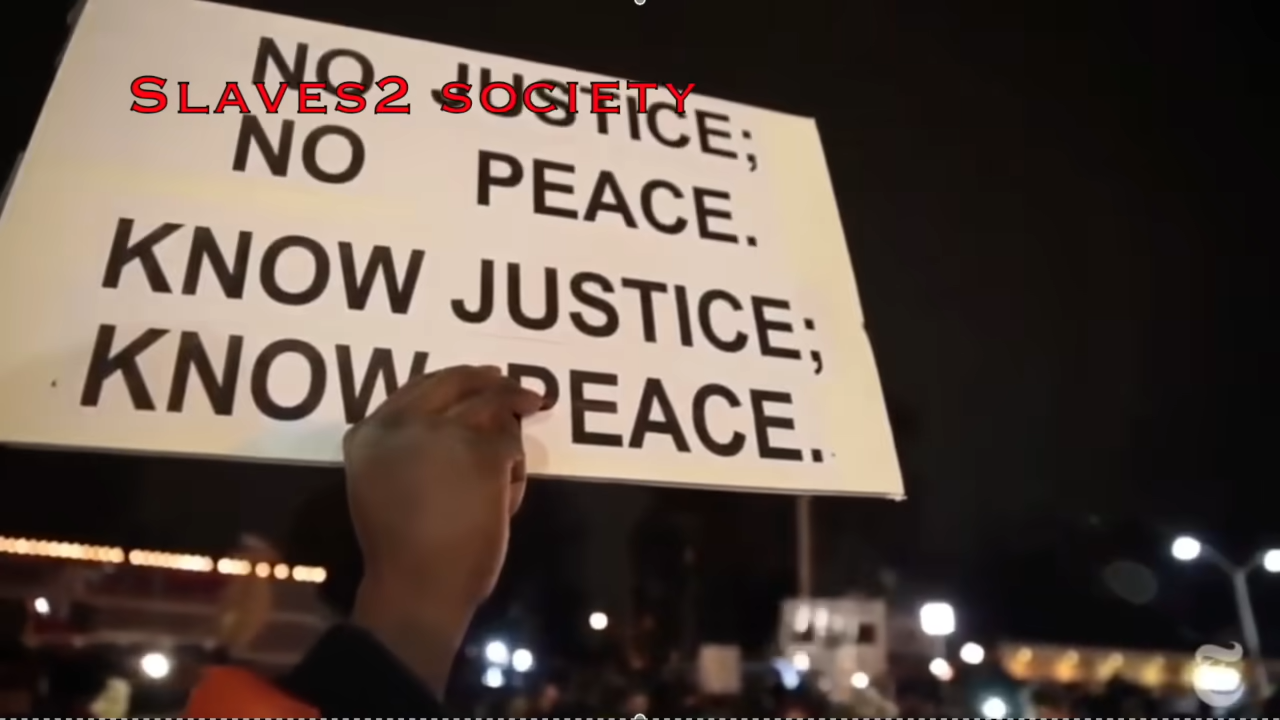 NO JUSTICE;
Slaves2 society
NO PEACE.
KNOW JUSTICE;
KNOW PEACE.